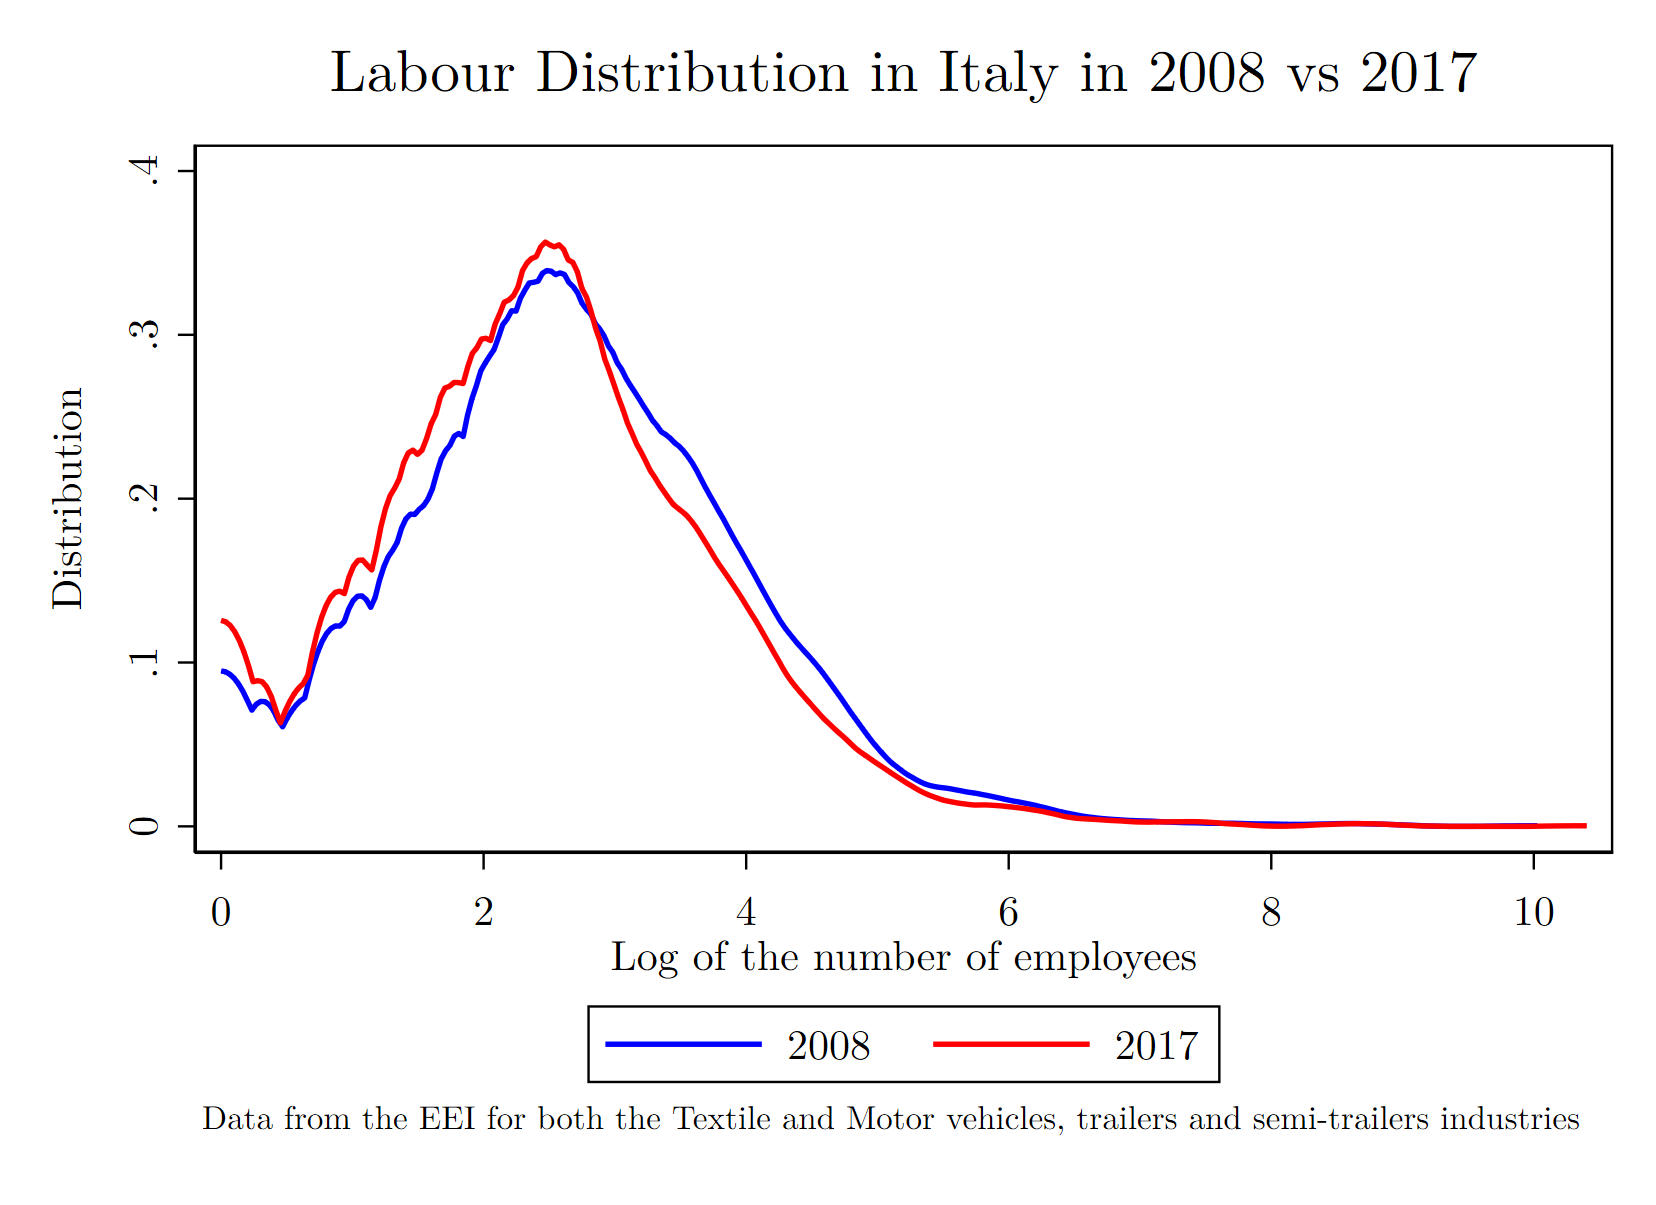 Labour Distribution in Italy in 2008 vs 2017
.4
.3
.2
.1
0
Distribution
0 2 4 6 8 10
Log of the number of employees
2008 2017
Data from the EEI for both the Textile and Motor vehicles, trailers and semi-trailers industries